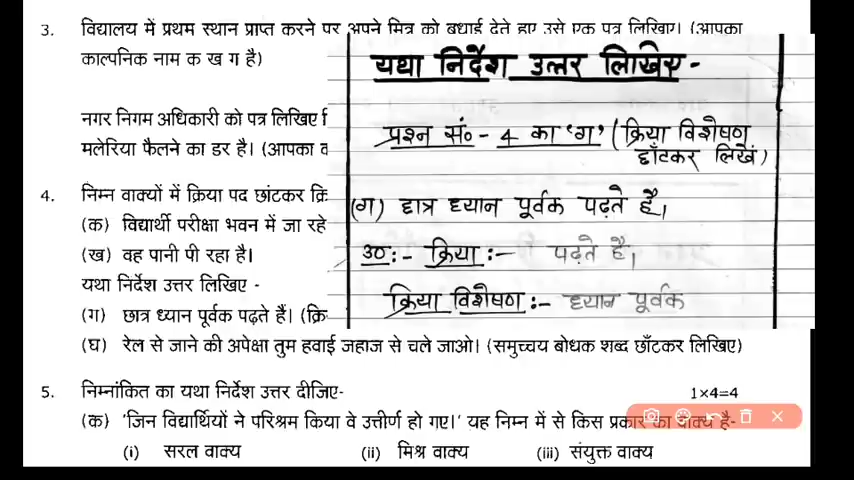 3. विद्यालय में प्रथम स्थान प्राप्त करने पर अपने मित्र को बधाई देते हुए उसे एक पत्र लिखिए। (आपका
काल्पनिक नाम क ख ग है)
नगर निगम अधिकारी को पत्र लिखिए
मलेरिया फैलने का डर है। (आपका
4. निम्न वाक्यों में क्रिया पद छांटकर
(क) विद्यार्थी परीक्षा भवन में जा रहे
(ख) वह पानी पी रहा है।
यथा निर्देश उत्तर लिखिए -
(ग) छात्र ध्यान पूर्वक पढ़ते हैं।
(घ) रेल से जाने की अपेक्षा तुम हवाई जहाज से चले जाओ। (समुच्चय बोधक शब्द छाँटकर लिखिए)
यथा निर्देश उत्तर लिखिए -
प्रश्न सं० - 4 का 'ग' (क्रिया विशेषण
छाँटकर लिखें)
(ग) छात्र ध्यान पूर्वक पढ़ते है।
उ०:- क्रिया :- पढ़ते है।
क्रिया विशेषण :- ध्यान पूर्वक
5. निम्नांकित का यथा निर्देश उत्तर दीजिए- 1×4=4
(क) 'जिन विद्यार्थियों ने परिश्रम किया वे उत्तीर्ण हो गए।' यह निम्न में से किस प्रकार का वाक्य है-
(i) सरल वाक्य (ii) मिश्र वाक्य (iii) संयुक्त वाक्य